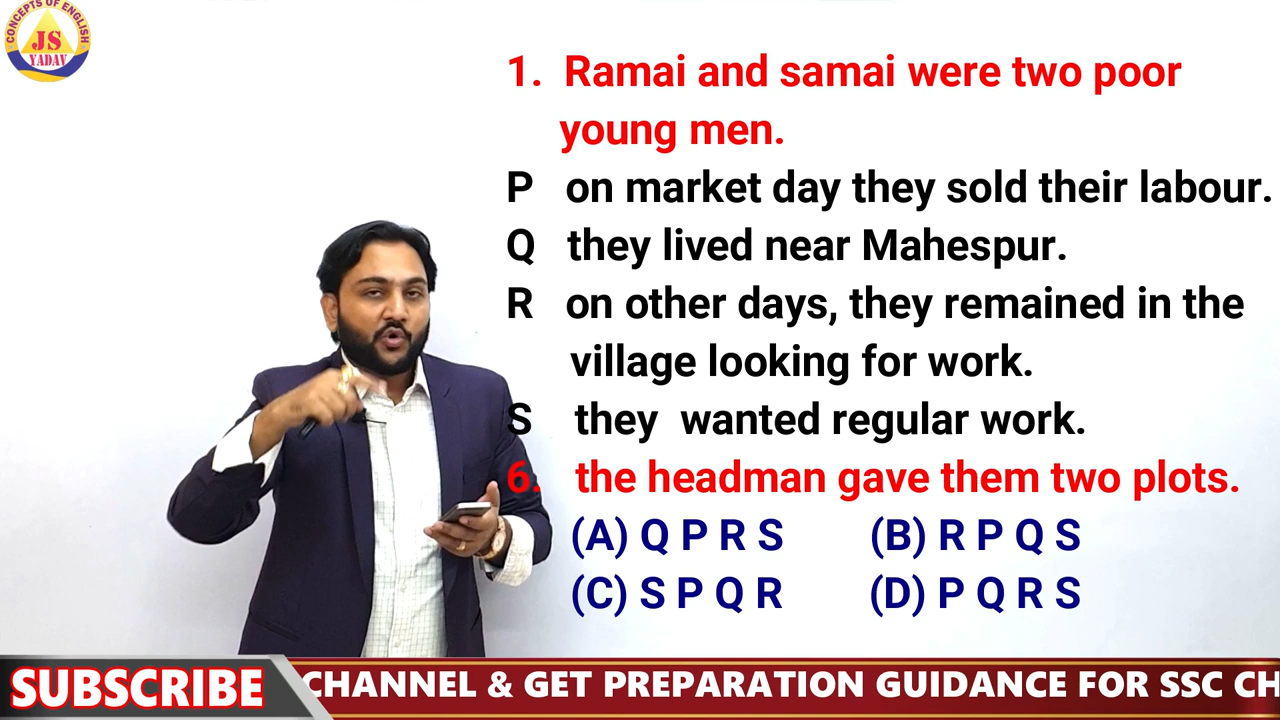 CONCEPTS OF ENGLISH
JS
YADAV
1. Ramai and samai were two poor
young men.
P on market day they sold their labour.
Q they lived near Mahespur.
R on other days, they remained in the
village looking for work.
S they wanted regular work.
6. the headman gave them two plots.
(A) Q P R S (B) R P Q S
(C) S P Q R (D) P Q R S
SUBSCRIBE
CHANNEL & GET PREPARATION GUIDANCE FOR SSC CH